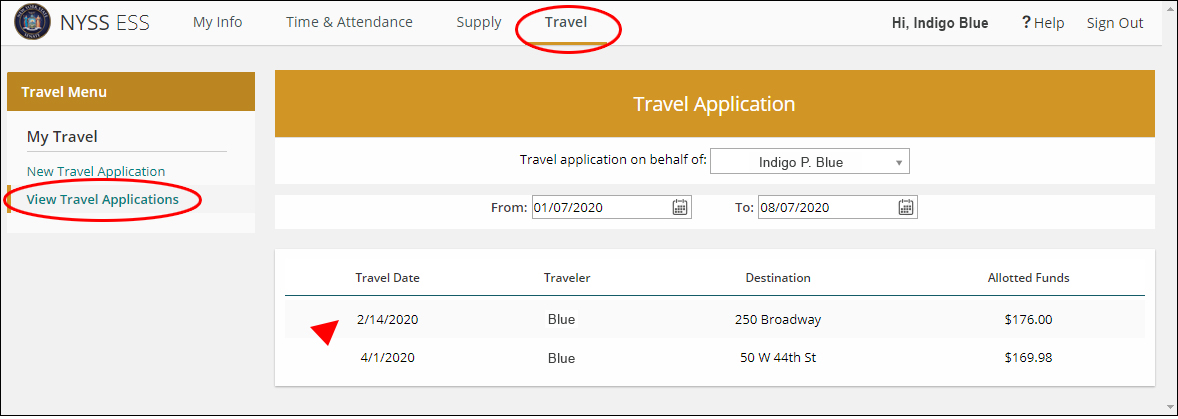 NYSS ESS My Info Time & Attendance Supply Travel Hi, Indigo Blue ? Help Sign Out
Travel Menu
My Travel
New Travel Application
View Travel Applications
Travel Application
Travel application on behalf of: Indigo P. Blue
From: 01/07/2020 To: 08/07/2020
Travel Date Traveler Destination Allotted Funds
2/14/2020 Blue 250 Broadway $176.00
4/1/2020 Blue 50 W 44th St $169.98